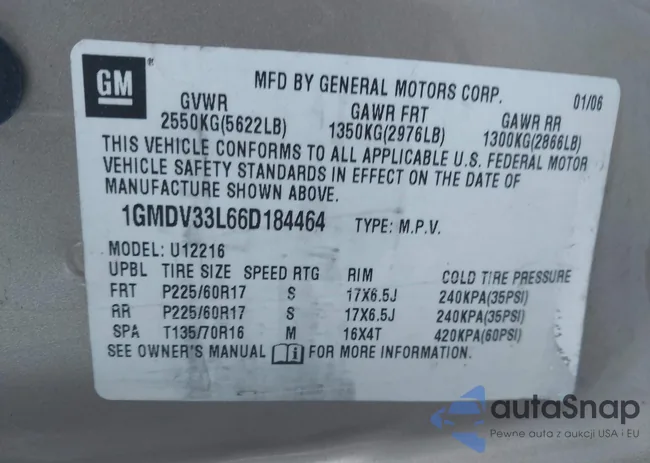 GM
MFD BY GENERAL MOTORS CORP. 01/06
GVWR GAWR FRT GAWR RR
2550KG(5622LB) 1350KG(2976LB) 1300KG(2866LB)
THIS VEHICLE CONFORMS TO ALL APPLICABLE U.S. FEDERAL MOTOR
VEHICLE SAFETY STANDARDS IN EFFECT ON THE DATE OF
MANUFACTURE SHOWN ABOVE.
1GMDV33L66D184464 TYPE: M.P.V.
MODEL: U12216
UPBL TIRE SIZE SPEED RTG RIM COLD TIRE PRESSURE
FRT P225/60R17 S 17X6.5J 240KPA(35PSI)
RR P225/60R17 S 17X6.5J 240KPA(35PSI)
SPA T135/70R16 M 16X4T 420KPA(60PSI)
SEE OWNER'S MANUAL i FOR MORE INFORMATION.
autaSnap
Pewne auta z aukcji USA i EU